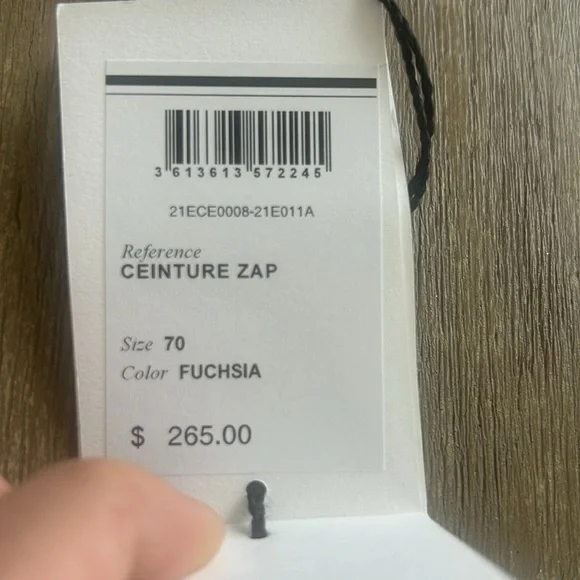 3 613613 572245
21ECE0008-21E011A
Reference
CEINTURE ZAP
Size 70
Color FUCHSIA
$ 265.00